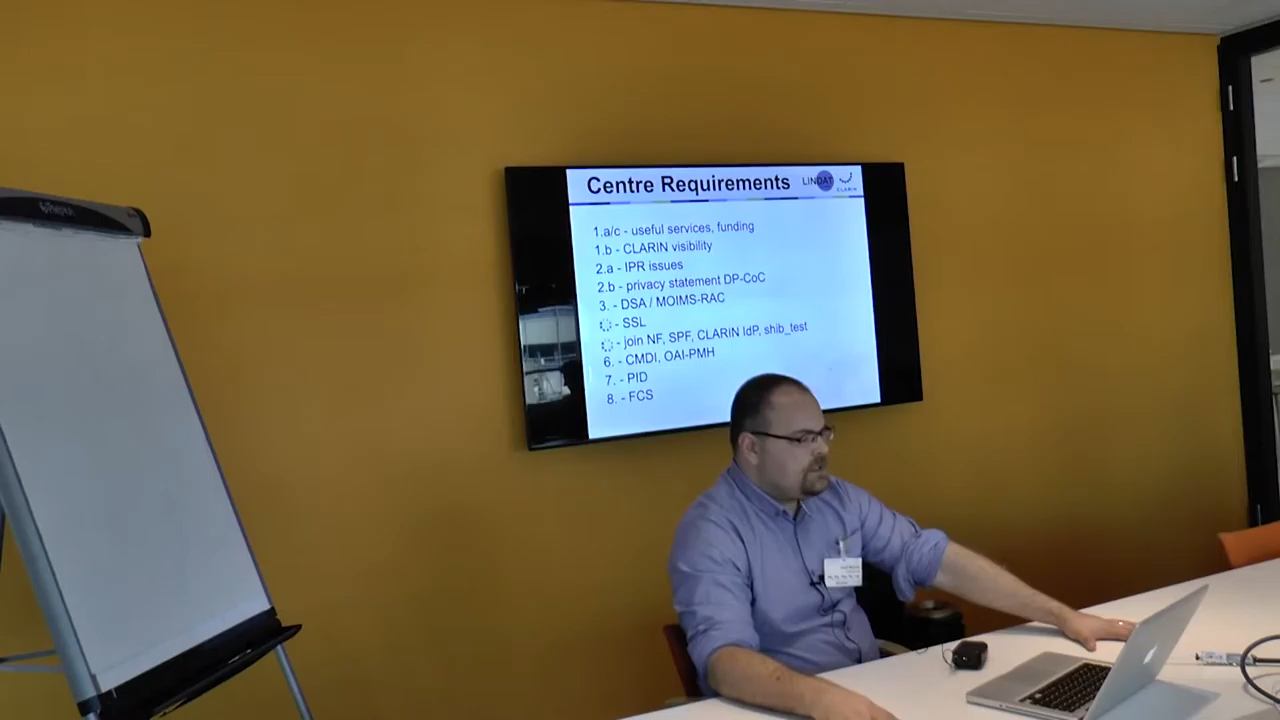 Centre Requirements
LINDAT
CLARIN
1.a/c - useful services, funding
1.b - CLARIN visibility
2.a - IPR issues
2.b - privacy statement DP-CoC
3. - DSA / MOIMS-RAC
- SSL
- join NF, SPF, CLARIN IdP, shib_test
6. - CMDI, OAI-PMH
7. - PID
8. - FCS